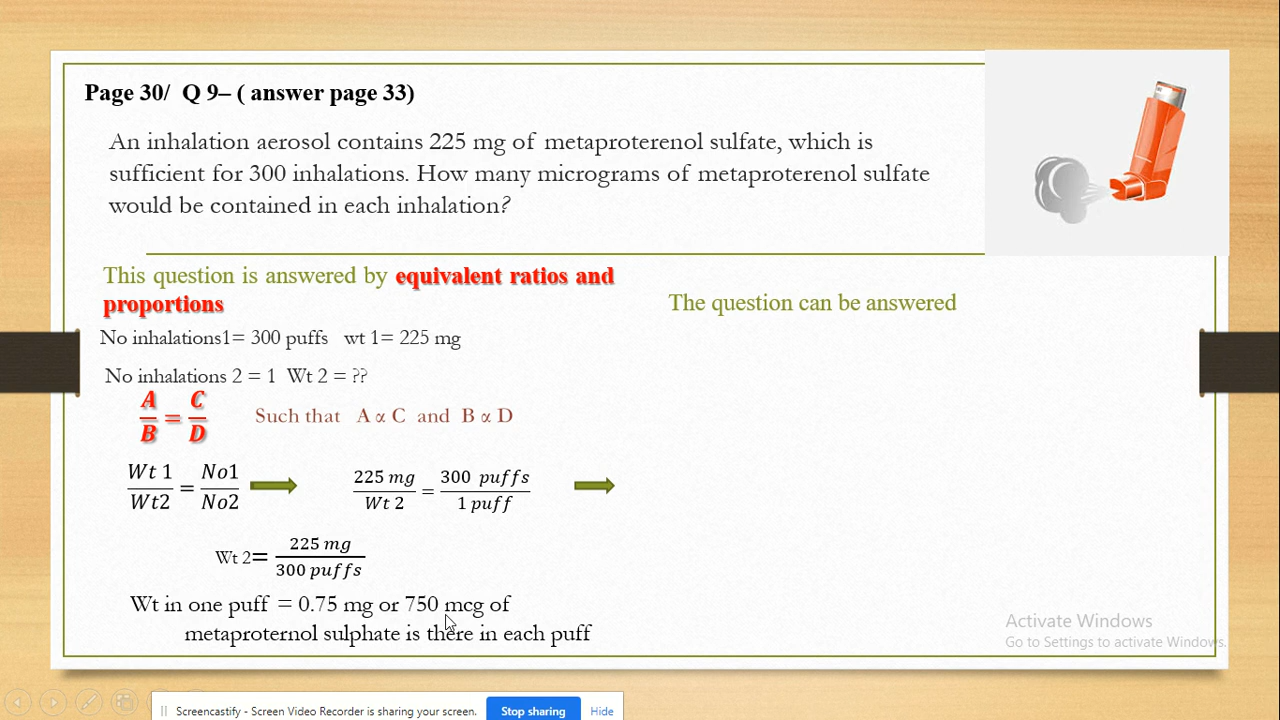 Page 30/ Q 9– ( answer page 33)
An inhalation aerosol contains 225 mg of metaproterenol sulfate, which is
sufficient for 300 inhalations. How many micrograms of metaproterenol sulfate
would be contained in each inhalation?
This question is answered by equivalent ratios and
proportions
No inhalations1= 300 puffs wt 1= 225 mg
No inhalations 2 = 1 Wt 2 = ??
A/B = C/D Such that A ∝ C and B ∝ D
Wt 1/Wt2 = No1/No2 225 mg/Wt 2 = 300 puffs/1 puff
Wt 2= 225 mg/300 puffs
Wt in one puff = 0.75 mg or 750 mcg of
metaproternol sulphate is there in each puff
The question can be answered
Activate Windows
Go to Settings to activate Windows.
Screencastify - Screen Video Recorder is sharing your screen. Stop sharing Hide